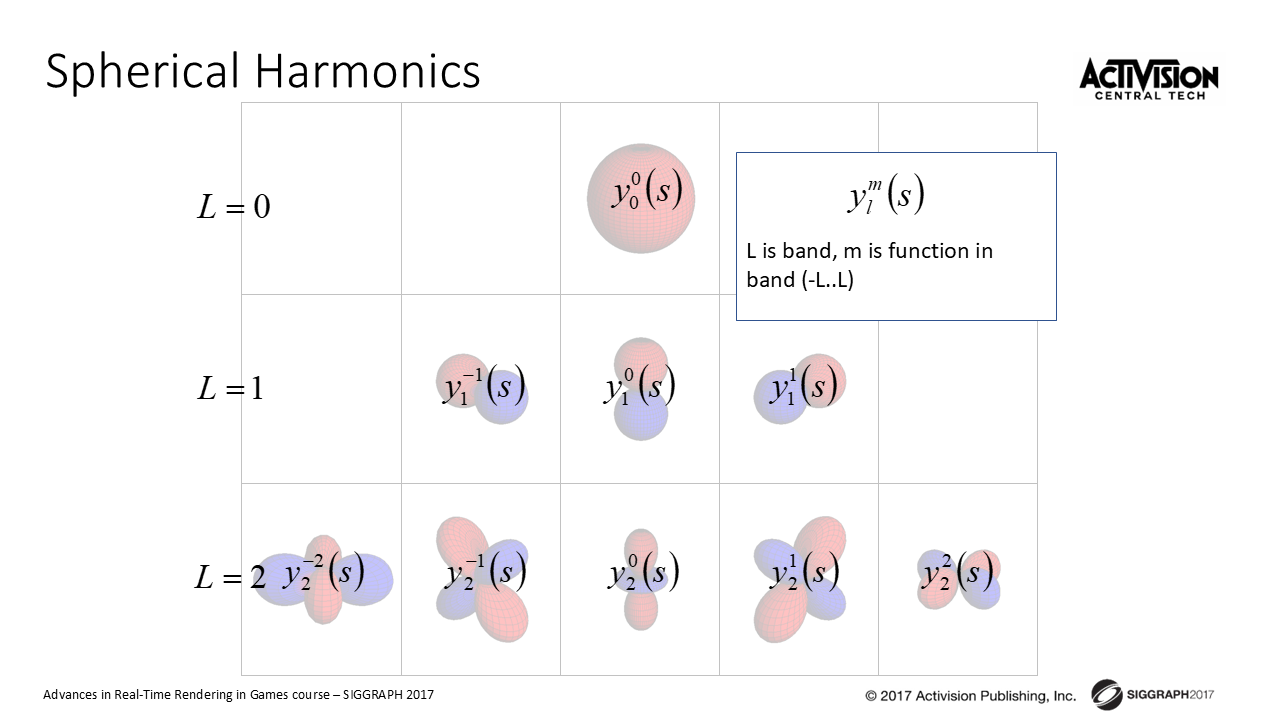 Spherical Harmonics
ACTIVISION
CENTRAL TECH
L = 0
y_0^0(s)
y_l^m(s)
L is band, m is function in
band (-L..L)
L = 1
y_1^{-1}(s)
y_1^0(s)
y_1^1(s)
L = 2
y_2^{-2}(s)
y_2^{-1}(s)
y_2^0(s)
y_2^1(s)
y_2^2(s)
Advances in Real-Time Rendering in Games course – SIGGRAPH 2017
© 2017 Activision Publishing, Inc.
SIGGRAPH2017